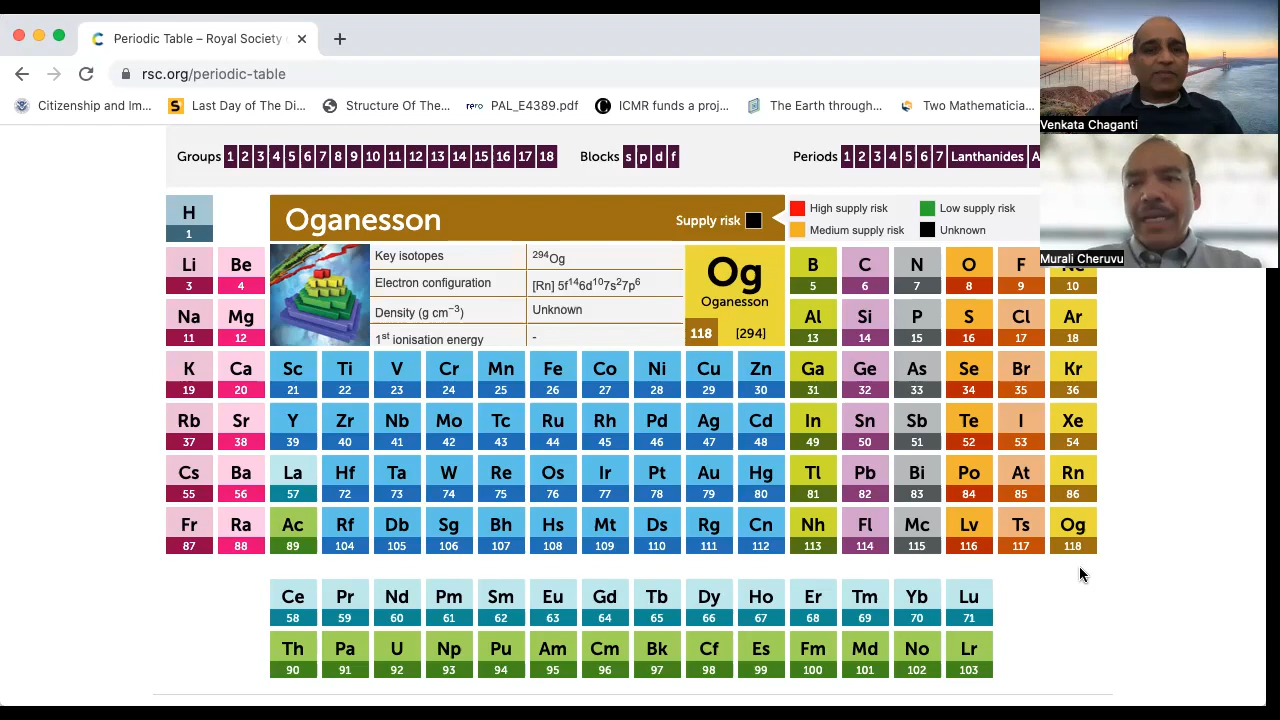 Periodic Table – Royal Society
rsc.org/periodic-table
Citizenship and Im... Last Day of The Di... Structure Of The... rero PAL_E4389.pdf ICMR funds a proj... The Earth through... Two Mathematicia...
Venkata Chaganti
Murali Cheruvu
Groups 1 2 3 4 5 6 7 8 9 10 11 12 13 14 15 16 17 18 Blocks s p d f Periods 1 2 3 4 5 6 7 Lanthanides A
H
1
Oganesson Supply risk
High supply risk Low supply risk
Medium supply risk Unknown
Key isotopes ²⁹⁴Og
Electron configuration [Rn] 5f¹⁴6d¹⁰7s²7p⁶
Density (g cm⁻³) Unknown
1ˢᵗ ionisation energy -
Og
Oganesson
118 [294]
Li Be B C N O F Ne
3 4 5 6 7 8 9 10
Na Mg Al Si P S Cl Ar
11 12 13 14 15 16 17 18
K Ca Sc Ti V Cr Mn Fe Co Ni Cu Zn Ga Ge As Se Br Kr
19 20 21 22 23 24 25 26 27 28 29 30 31 32 33 34 35 36
Rb Sr Y Zr Nb Mo Tc Ru Rh Pd Ag Cd In Sn Sb Te I Xe
37 38 39 40 41 42 43 44 45 46 47 48 49 50 51 52 53 54
Cs Ba La Hf Ta W Re Os Ir Pt Au Hg Tl Pb Bi Po At Rn
55 56 57 72 73 74 75 76 77 78 79 80 81 82 83 84 85 86
Fr Ra Ac Rf Db Sg Bh Hs Mt Ds Rg Cn Nh Fl Mc Lv Ts Og
87 88 89 104 105 106 107 108 109 110 111 112 113 114 115 116 117 118
Ce Pr Nd Pm Sm Eu Gd Tb Dy Ho Er Tm Yb Lu
58 59 60 61 62 63 64 65 66 67 68 69 70 71
Th Pa U Np Pu Am Cm Bk Cf Es Fm Md No Lr
90 91 92 93 94 95 96 97 98 99 100 101 102 103